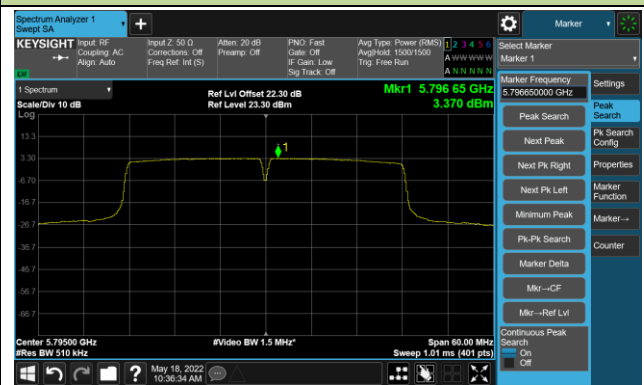 Spectrum Analyzer 1
Swept SA
Marker
KEYSIGHT
Input: RF
Coupling: AC
Align: Auto
Input Z: 50 Ω
Corrections: Off
Freq Ref: Int (S)
Atten: 20 dB
Preamp: Off
PNO: Fast
Gate: Off
IF Gain: Low
Sig Track: Off
Avg Type: Power (RMS)
Avg|Hold: 1500/1500
Trig: Free Run
1 2 3 4 5 6
A W W W W W
A N N N N N
Select Marker
Marker 1
1 Spectrum
Scale/Div 10 dB
Log
Ref Lvl Offset 22.30 dB
Ref Level 23.30 dBm
Mkr1 5.796 65 GHz
3.370 dBm
1
13.3
3.30
-6.70
-16.7
-26.7
-36.7
-46.7
-56.7
-66.7
Center 5.79500 GHz
#Res BW 510 kHz
#Video BW 1.5 MHz*
Span 60.00 MHz
Sweep 1.01 ms (401 pts)
Marker Frequency
5.796650000 GHz
Peak Search
Next Peak
Next Pk Right
Next Pk Left
Minimum Peak
Pk-Pk Search
Marker Delta
Mkr→CF
Mkr→Ref Lvl
Continuous Peak
Search
On
Off
Settings
Peak
Search
Pk Search
Config
Properties
Marker
Function
Marker→
Counter
May 18, 2022
10:36:34 AM